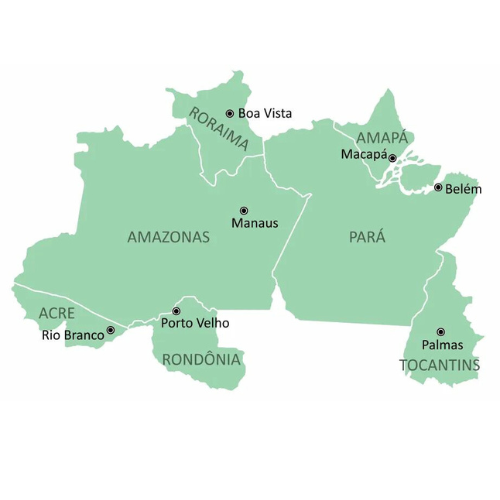 Boa Vista
RORAIMA
AMAPÁ
Macapá
Belém
Manaus
AMAZONAS
PARÁ
ACRE
Porto Velho
Rio Branco
RONDÔNIA
Palmas
TOCANTINS